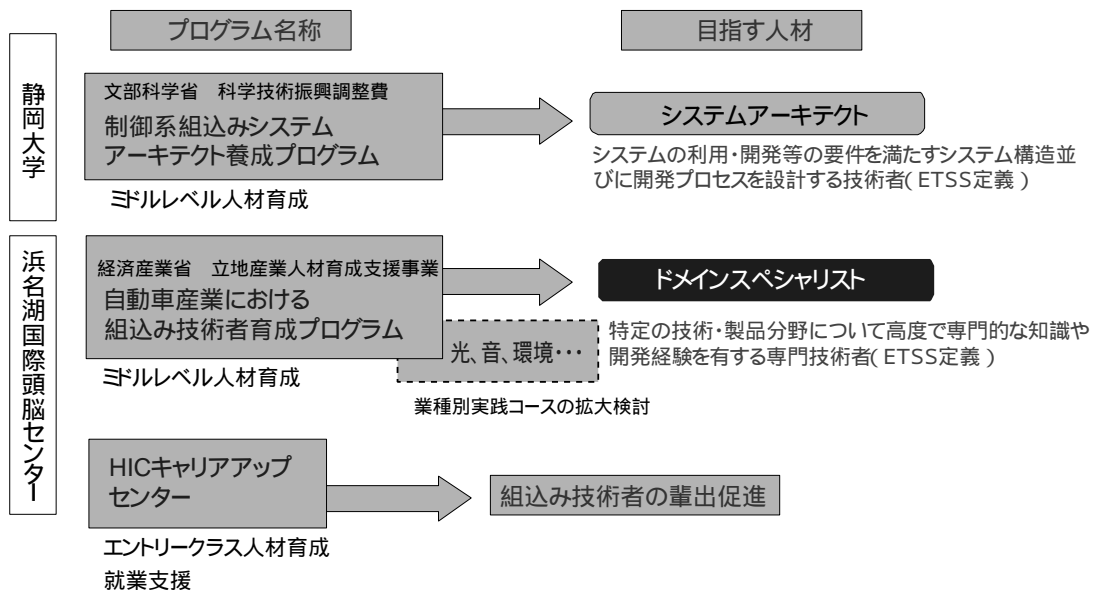 プログラム名称
目指す人材
静岡大学
文部科学省 科学技術振興調整費
制御系組込みシステム
アーキテクト養成プログラム
ミドルレベル人材育成
システムアーキテクト
システムの利用・開発等の要件を満たすシステム構造並
びに開発プロセスを設計する技術者(ETSS定義)
浜名湖国際頭脳センター
経済産業省 立地産業人材育成支援事業
自動車産業における
組込み技術者育成プログラム
ミドルレベル人材育成
光、音、環境・・・
業種別実践コースの拡大検討
ドメインスペシャリスト
特定の技術・製品分野について高度で専門的な知識や
開発経験を有する専門技術者(ETSS定義)
HICキャリアアップ
センター
エントリークラス人材育成
就業支援
組込み技術者の輩出促進